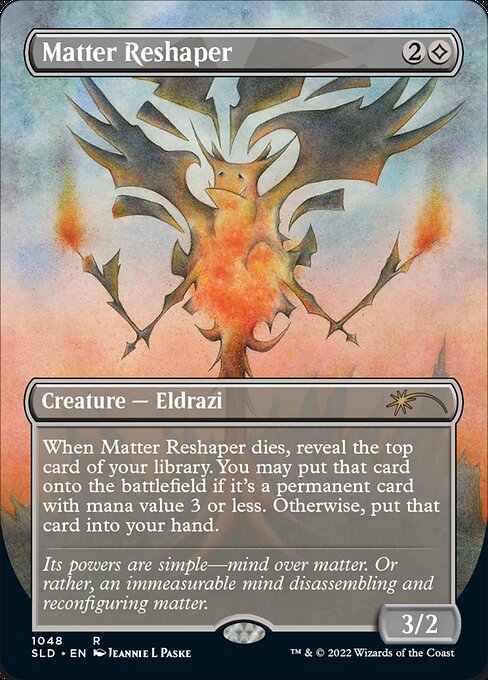 Matter Reshaper 2
Creature — Eldrazi
When Matter Reshaper dies, reveal the top
card of your library. You may put that card
onto the battlefield if it's a permanent card
with mana value 3 or less. Otherwise, put that
card into your hand.
Its powers are simple—mind over matter. Or
rather, an immeasurable mind disassembling and
reconfiguring matter.
3/2
1048 R
SLD • EN Jeannie L Paske
™ & © 2022 Wizards of the Coast